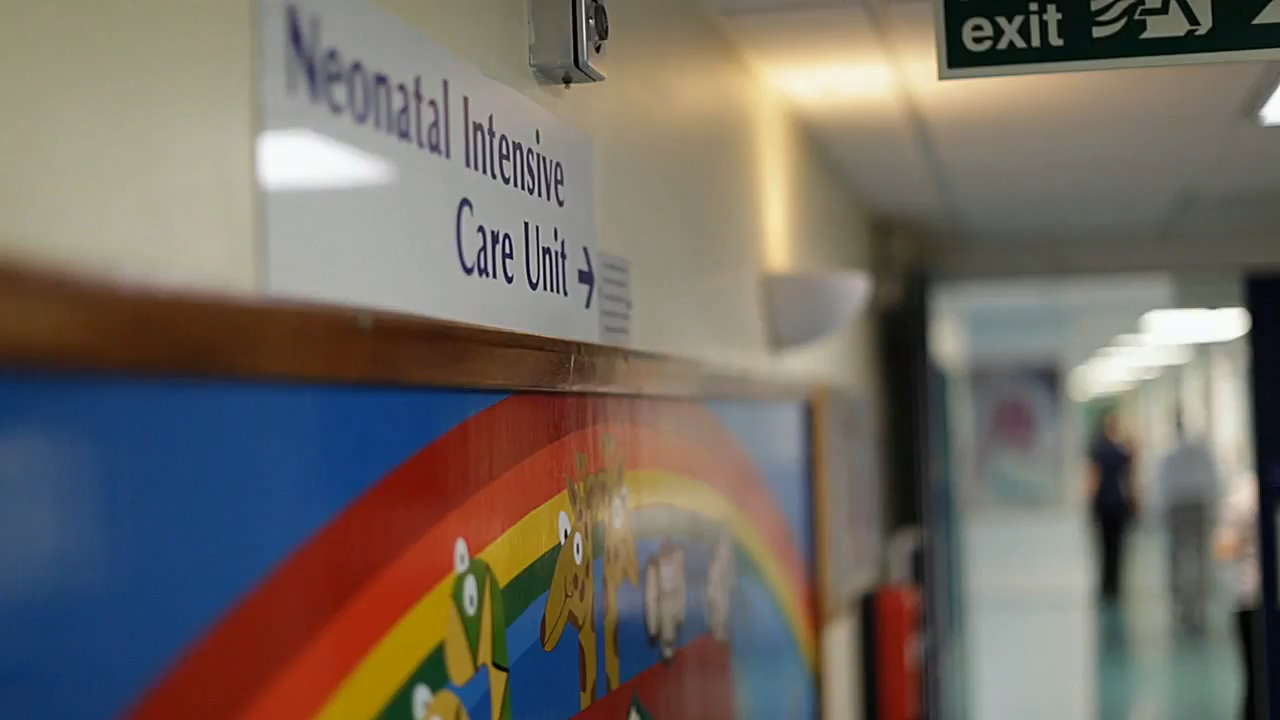 Neonatal Intensive
Care Unit →
exit